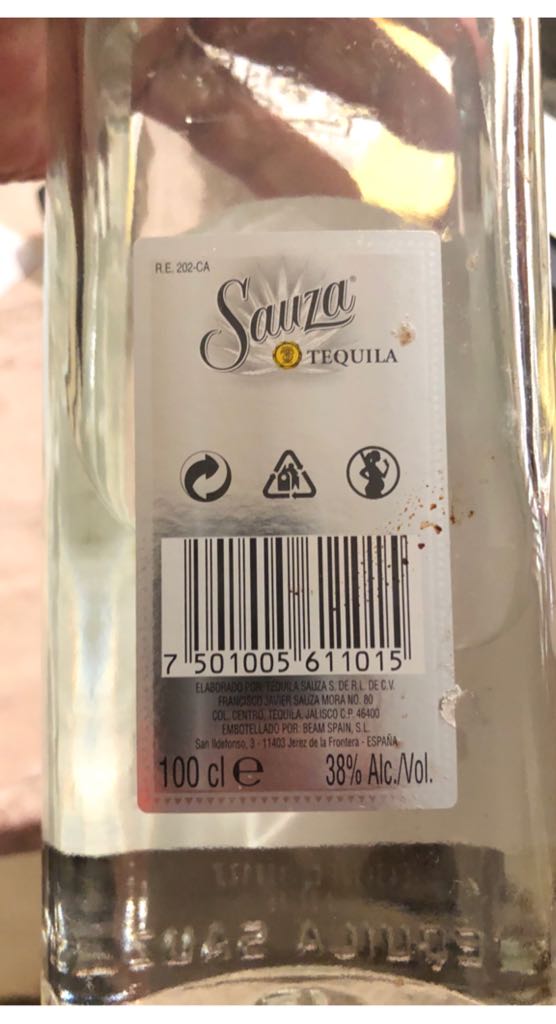 R.E. 202-CA
Sauza®
TEQUILA
7 501005 611015
ELABORADO POR: TEQUILA SAUZA S. DE R.L. DE C.V.
FRANCISCO JAVIER SAUZA MORA NO. 80
COL. CENTRO, TEQUILA, JALISCO C.P. 46400
EMBOTELLADO POR: BEAM SPAIN, S.L.
San Ildefonso, 3 - 11403 Jerez de la Frontera - ESPAÑA
100 cl e 38% Alc./Vol.
TEQUILA SAUZ